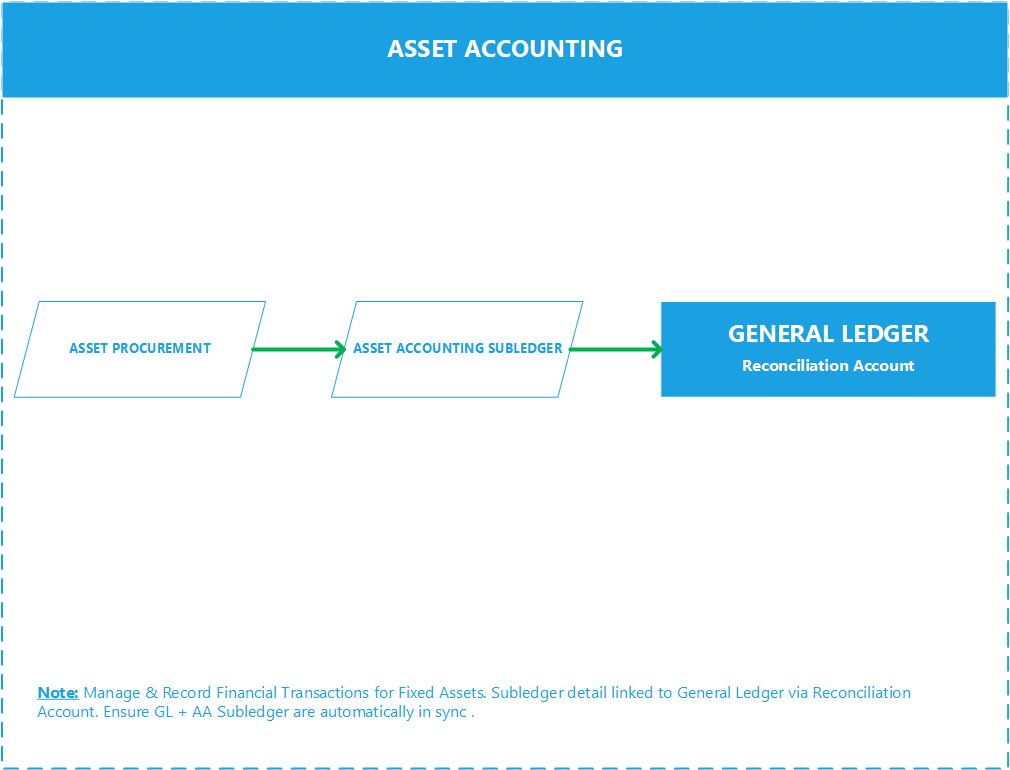 ASSET ACCOUNTING
ASSET PROCUREMENT
ASSET ACCOUNTING SUBLEDGER
GENERAL LEDGER
Reconciliation Account
Note: Manage & Record Financial Transactions for Fixed Assets. Subledger detail linked to General Ledger via Reconciliation
Account. Ensure GL + AA Subledger are automatically in sync .